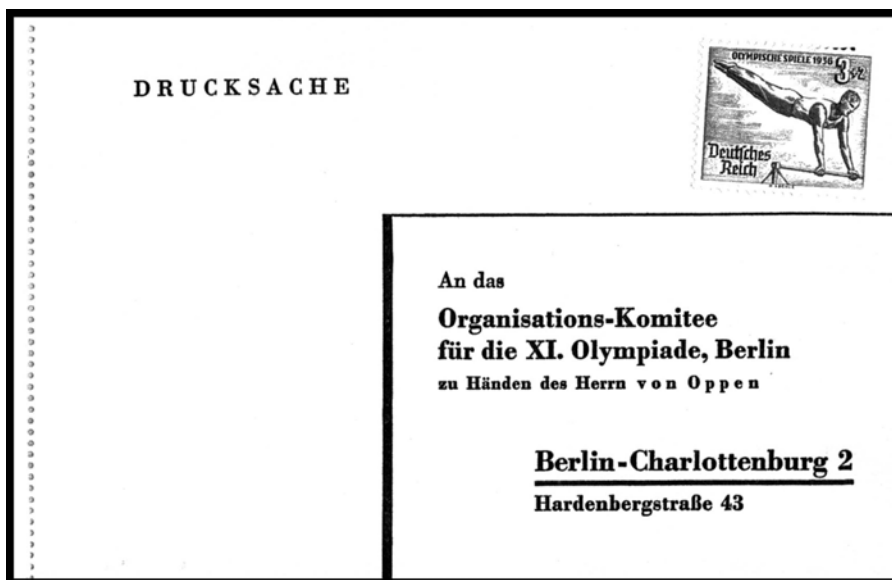 DRUCKSACHE
OLYMPISCHE SPIELE 1936
3+2
Deutsches
Reich
An das
Organisations-Komitee
für die XI. Olympiade, Berlin
zu Händen des Herrn von Oppen
Berlin-Charlottenburg 2
Hardenbergstraße 43